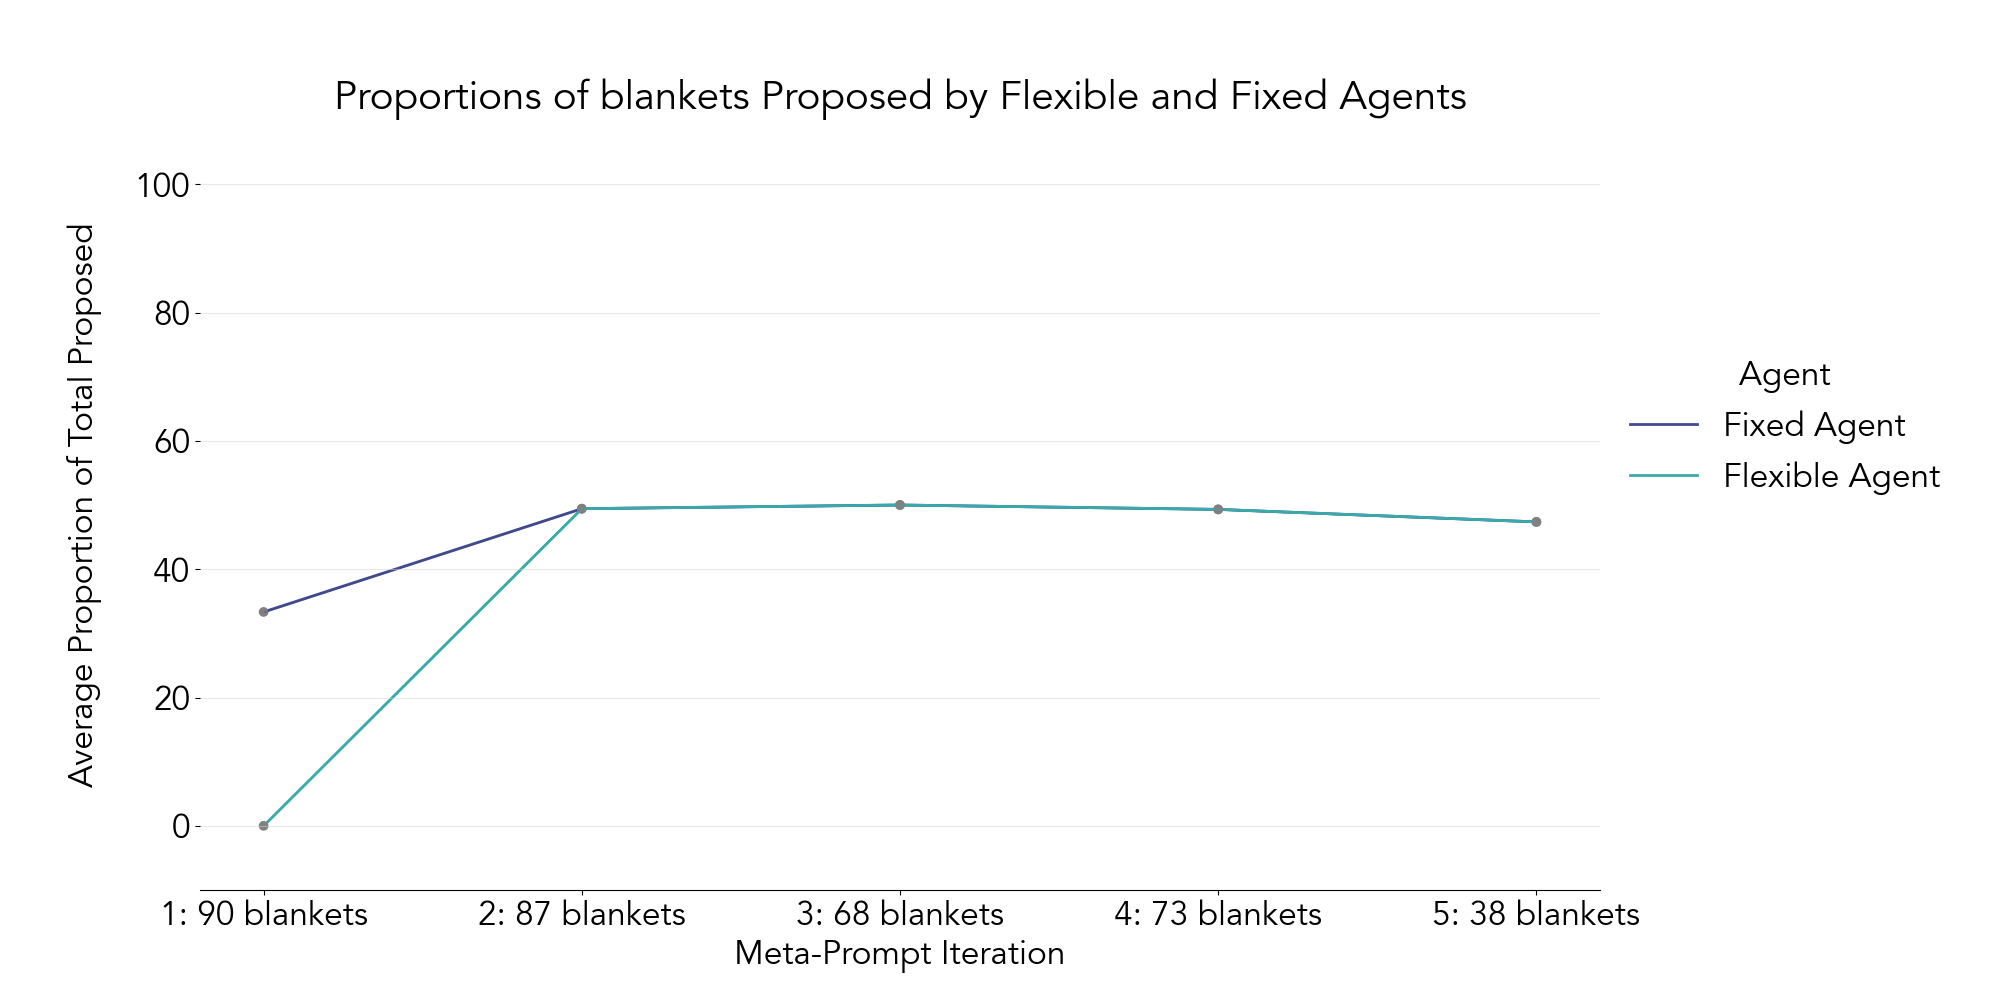 Proportions of blankets Proposed by Flexible and Fixed Agents
Average Proportion of Total Proposed
100
80
60
40
20
0
1: 90 blankets
2: 87 blankets
3: 68 blankets
4: 73 blankets
5: 38 blankets
Meta-Prompt Iteration
Agent
Fixed Agent
Flexible Agent